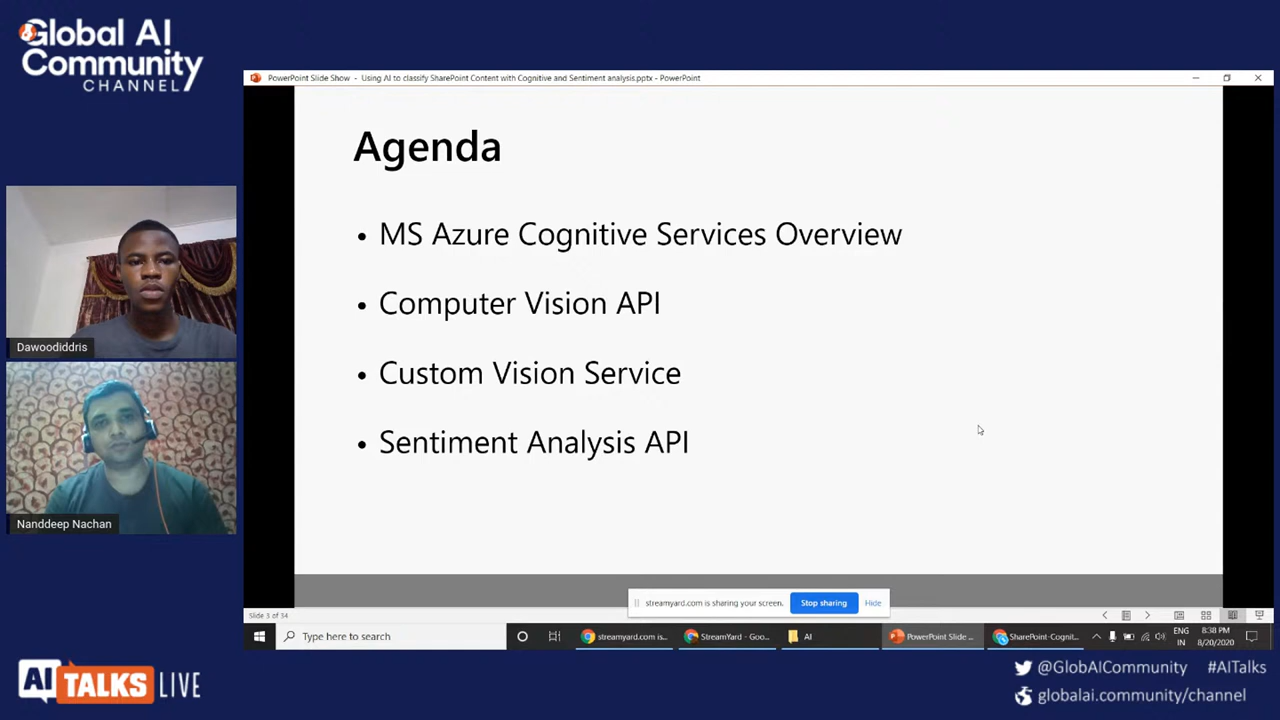 Global AI
Community
CHANNEL
PowerPoint Slide Show - Using AI to classify SharePoint Content with Cognitive and Sentiment analysis.pptx - PowerPoint
Agenda
• MS Azure Cognitive Services Overview
• Computer Vision API
• Custom Vision Service
• Sentiment Analysis API
Dawoodiddris
Nanddeep Nachan
streamyard.com is sharing your screen.
Stop sharing
Hide
Slide 3 of 34
Type here to search
streamyard.com is...
StreamYard - Goo...
AI
PowerPoint Slide ...
SharePoint-Cognit...
ENG
IN
8:38 PM
8/20/2020
AI TALKS LIVE
@GlobAICommunity #AITalks
globalai.community/channel